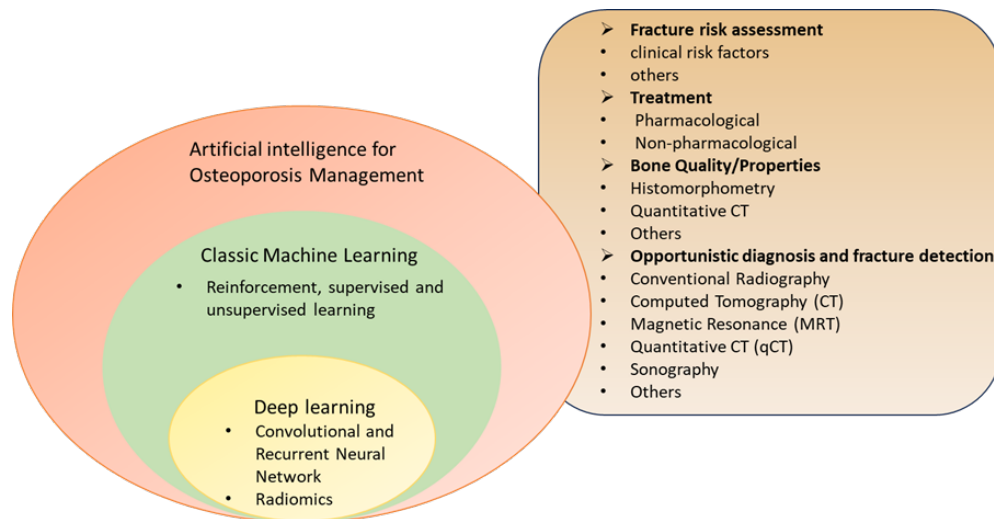 Artificial intelligence for
Osteoporosis Management
Classic Machine Learning
• Reinforcement, supervised and
unsupervised learning
Deep learning
• Convolutional and
Recurrent Neural
Network
• Radiomics
➢ Fracture risk assessment
• clinical risk factors
• others
➢ Treatment
• Pharmacological
• Non-pharmacological
➢ Bone Quality/Properties
• Histomorphometry
• Quantitative CT
• Others
➢ Opportunistic diagnosis and fracture detection
• Conventional Radiography
• Computed Tomography (CT)
• Magnetic Resonance (MRT)
• Quantitative CT (qCT)
• Sonography
• Others